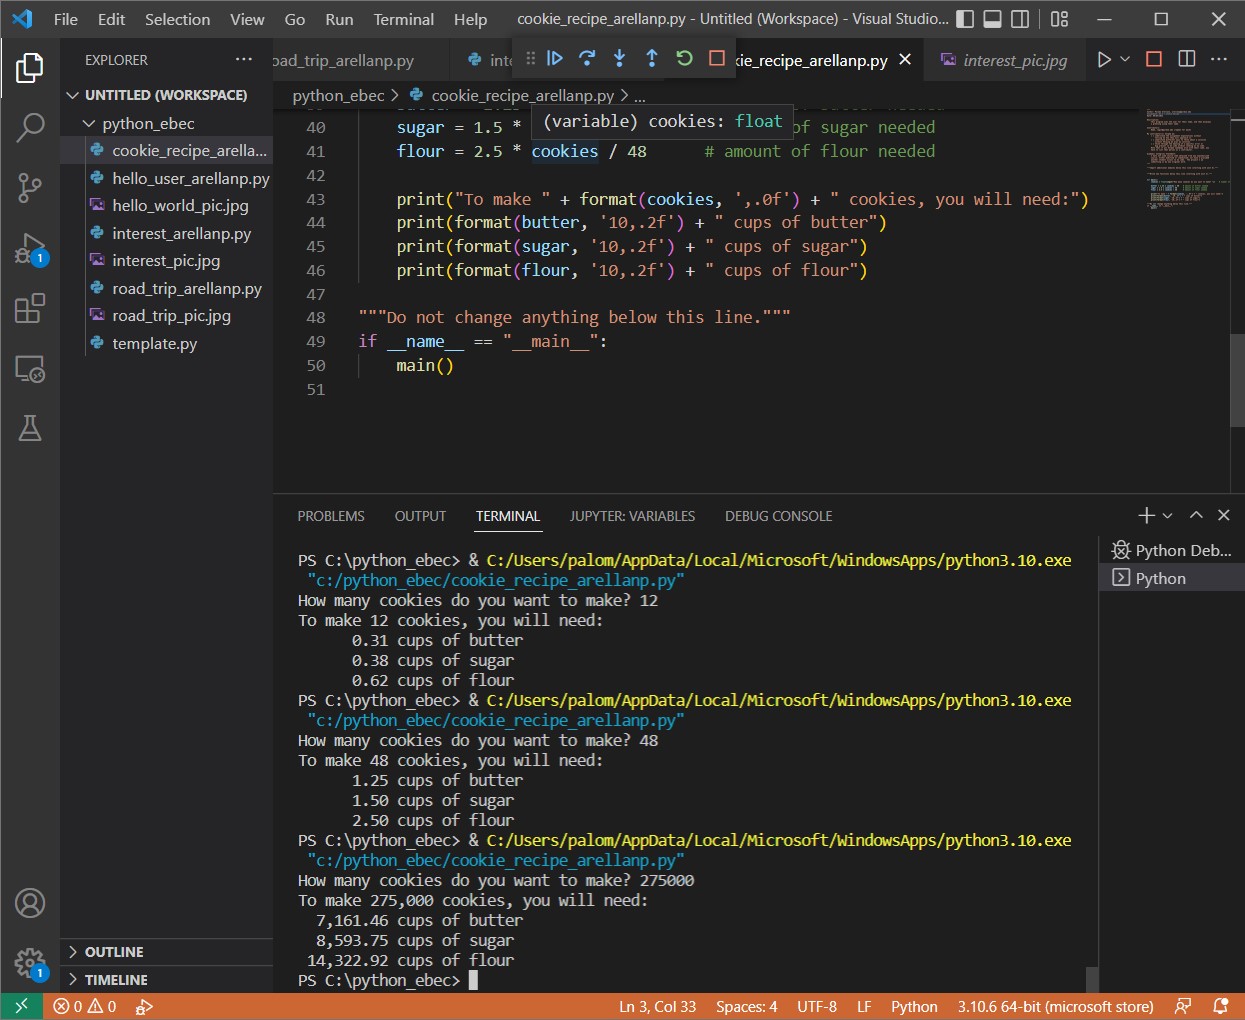 File Edit Selection View Go Run Terminal Help cookie_recipe_arellanp.py - Untitled (Workspace) - Visual Studio...
EXPLORER ...
UNTITLED (WORKSPACE)
python_ebec
cookie_recipe_arella...
hello_user_arellanp.py
hello_world_pic.jpg
interest_arellanp.py
interest_pic.jpg
road_trip_arellanp.py
road_trip_pic.jpg
template.py
OUTLINE
TIMELINE
1
1
oad_trip_arellanp.py inte kie_recipe_arellanp.py interest_pic.jpg ...
python_ebec > cookie_recipe_arellanp.py > ...
(variable) cookies: float
40 sugar = 1.5 * of sugar needed
41 flour = 2.5 * cookies / 48 # amount of flour needed
42
43 print("To make " + format(cookies, ',.0f') + " cookies, you will need:")
44 print(format(butter, '10,.2f') + " cups of butter")
45 print(format(sugar, '10,.2f') + " cups of sugar")
46 print(format(flour, '10,.2f') + " cups of flour")
47
48 """Do not change anything below this line."""
49 if __name__ == "__main__":
50 main()
51
PROBLEMS OUTPUT TERMINAL JUPYTER: VARIABLES DEBUG CONSOLE
Python Deb...
Python
PS C:\python_ebec> & C:/Users/palom/AppData/Local/Microsoft/WindowsApps/python3.10.exe
"c:/python_ebec/cookie_recipe_arellanp.py"
How many cookies do you want to make? 12
To make 12 cookies, you will need:
0.31 cups of butter
0.38 cups of sugar
0.62 cups of flour
PS C:\python_ebec> & C:/Users/palom/AppData/Local/Microsoft/WindowsApps/python3.10.exe
"c:/python_ebec/cookie_recipe_arellanp.py"
How many cookies do you want to make? 48
To make 48 cookies, you will need:
1.25 cups of butter
1.50 cups of sugar
2.50 cups of flour
PS C:\python_ebec> & C:/Users/palom/AppData/Local/Microsoft/WindowsApps/python3.10.exe
"c:/python_ebec/cookie_recipe_arellanp.py"
How many cookies do you want to make? 275000
To make 275,000 cookies, you will need:
7,161.46 cups of butter
8,593.75 cups of sugar
14,322.92 cups of flour
PS C:\python_ebec>
0 0 Ln 3, Col 33 Spaces: 4 UTF-8 LF Python 3.10.6 64-bit (microsoft store)